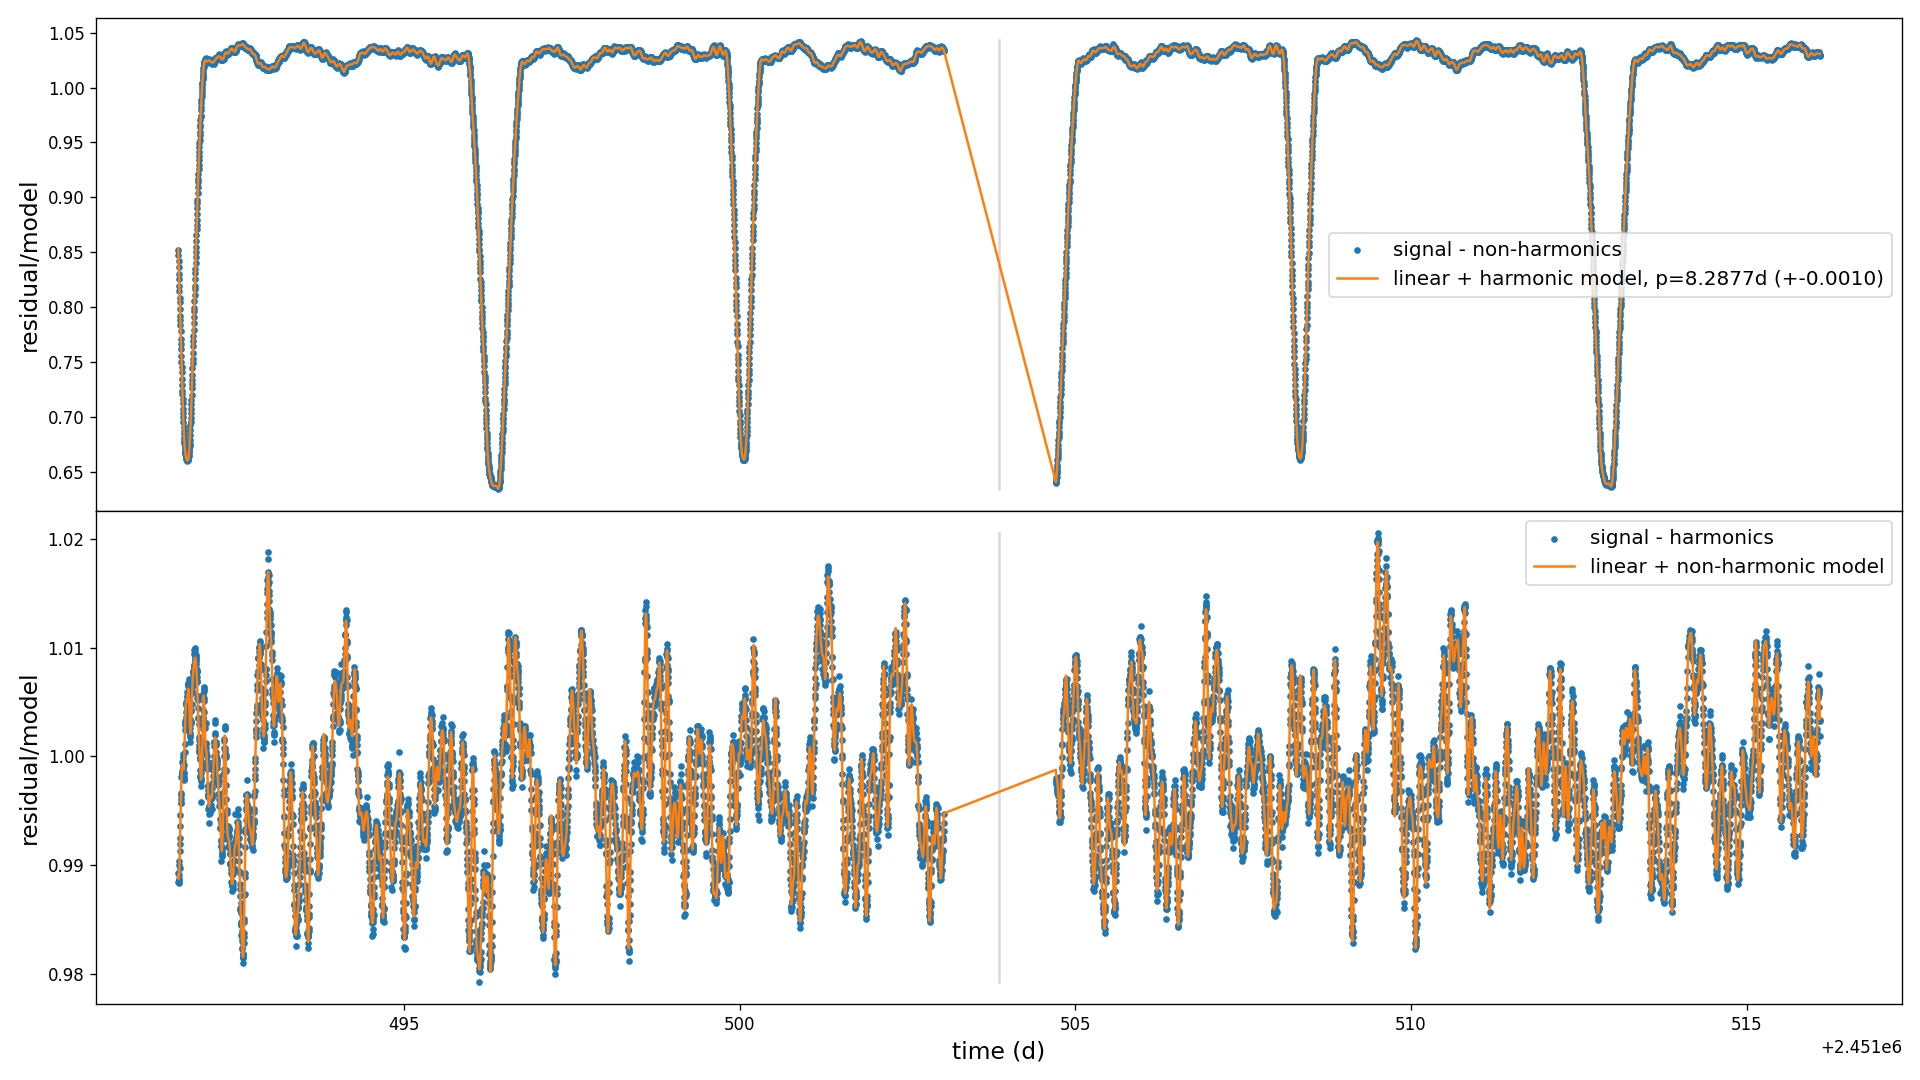 1.05
1.00
0.95
0.90
0.85
0.80
0.75
0.70
0.65
residual/model
signal - non-harmonics
linear + harmonic model, p=8.2877d (+-0.0010)
1.02
1.01
1.00
0.99
0.98
residual/model
signal - harmonics
linear + non-harmonic model
495
500
505
510
515
time (d)
+2.451e6